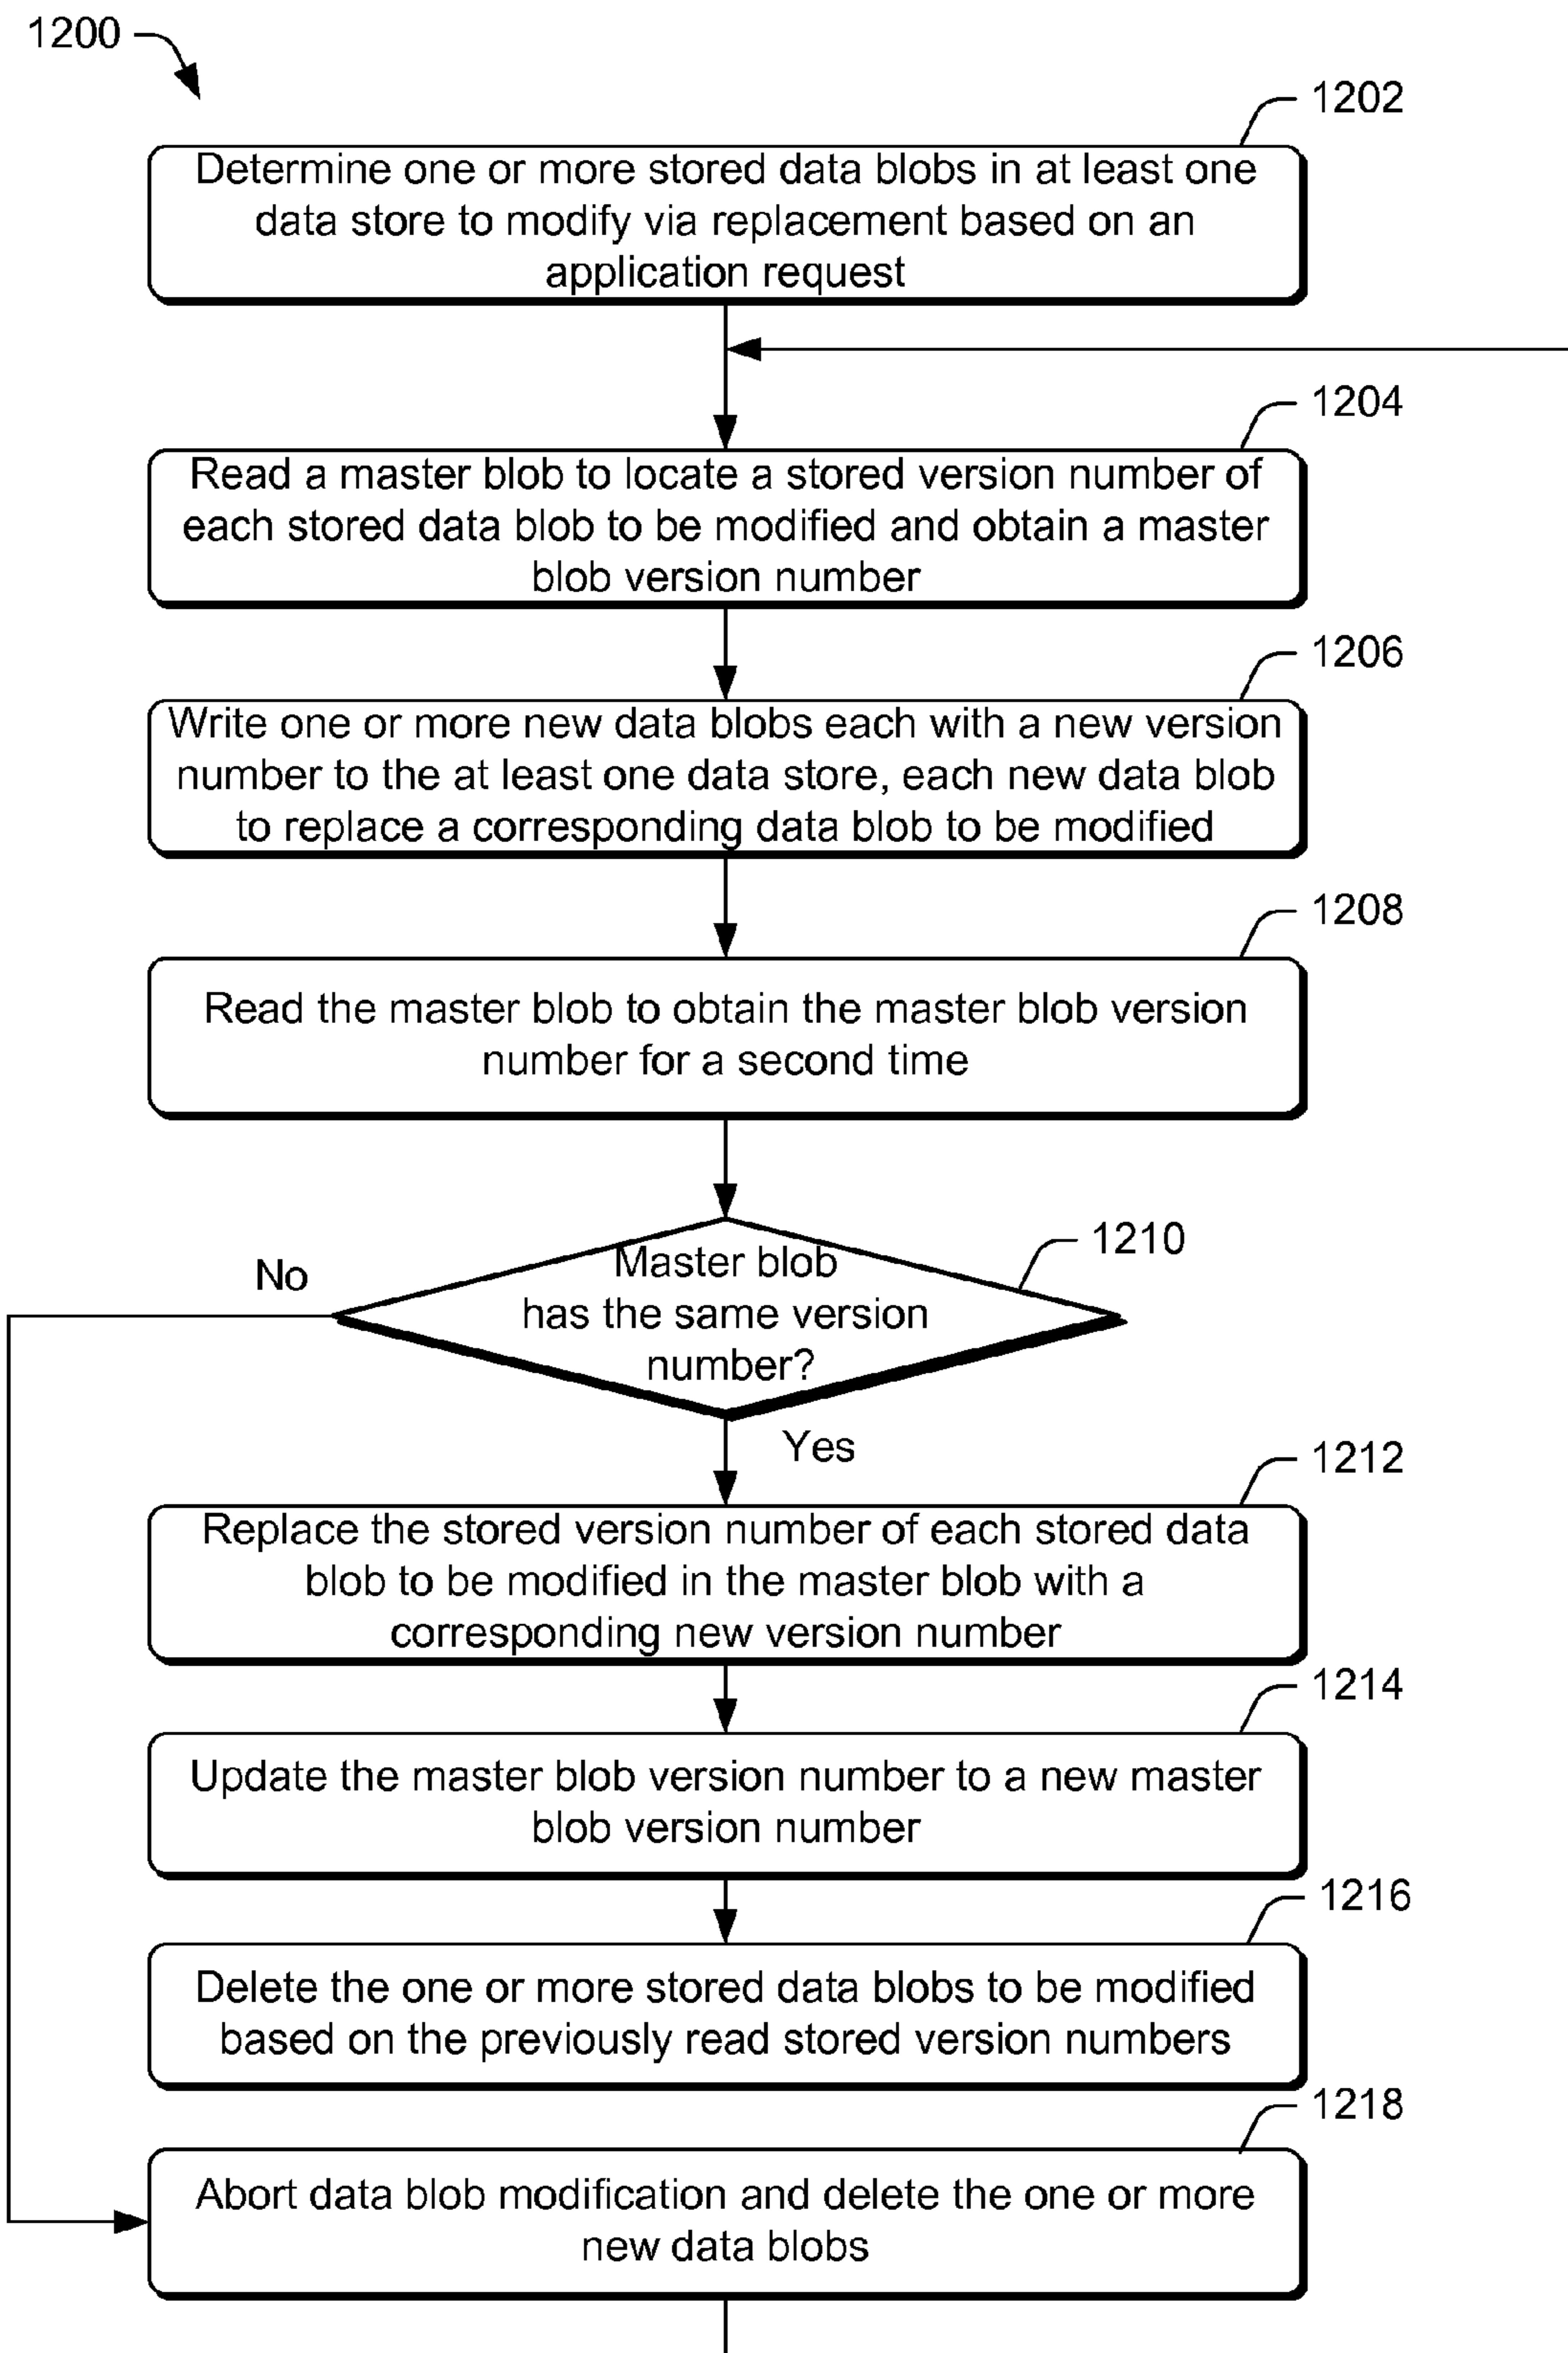 1200
1202
Determine one or more stored data blobs in at least one
data store to modify via replacement based on an
application request
1204
Read a master blob to locate a stored version number of
each stored data blob to be modified and obtain a master
blob version number
1206
Write one or more new data blobs each with a new version
number to the at least one data store, each new data blob
to replace a corresponding data blob to be modified
1208
Read the master blob to obtain the master blob version
number for a second time
1210
No
Master blob
has the same version
number?
Yes
1212
Replace the stored version number of each stored data
blob to be modified in the master blob with a
corresponding new version number
1214
Update the master blob version number to a new master
blob version number
1216
Delete the one or more stored data blobs to be modified
based on the previously read stored version numbers
1218
Abort data blob modification and delete the one or more
new data blobs